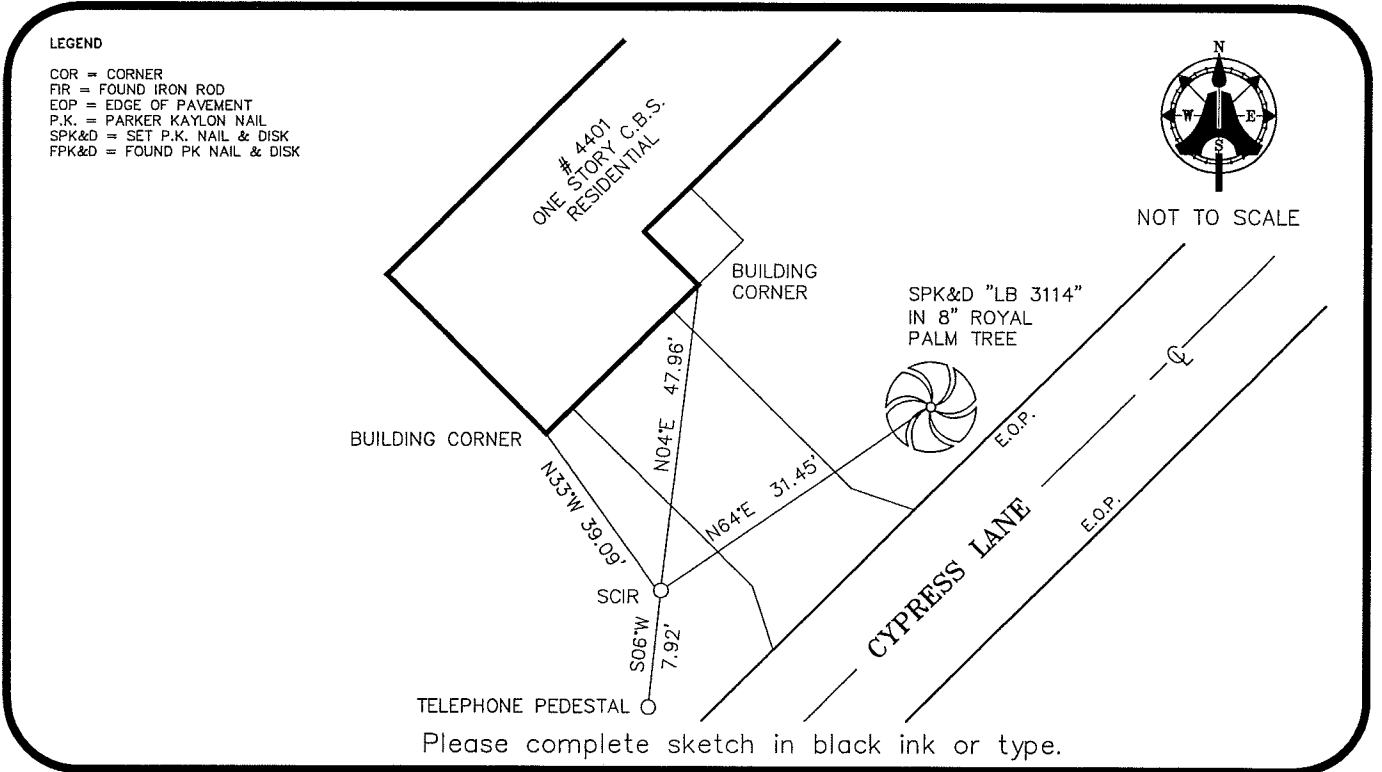 LEGEND
COR = CORNER
FIR = FOUND IRON ROD
EOP = EDGE OF PAVEMENT
P.K. = PARKER KAYLON NAIL
SPK&D = SET P.K. NAIL & DISK
FPK&D = FOUND PK NAIL & DISK
# 4401
ONE STORY C.B.S.
RESIDENTIAL
N
W E
S
NOT TO SCALE
BUILDING
CORNER
SPK&D "LB 3114"
IN 8" ROYAL
PALM TREE
BUILDING CORNER
N33°W 39.09'
N04°E 47.96'
N64°E 31.45'
E.O.P.
E.O.P.
CYPRESS LANE
CL
SCIR
S06°W
7.92'
TELEPHONE PEDESTAL
Please complete sketch in black ink or type.